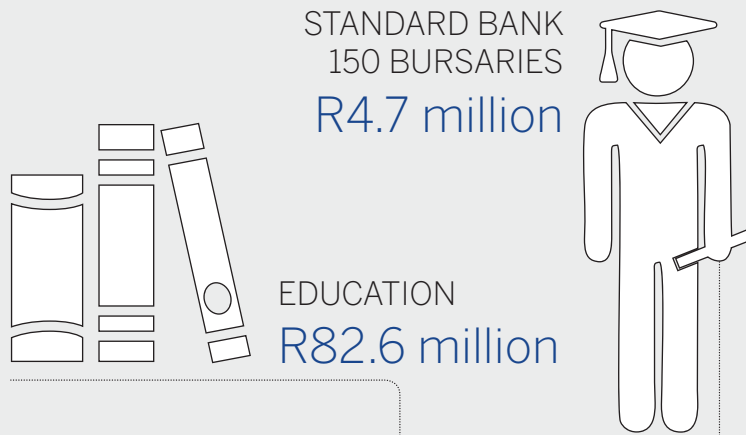 STANDARD BANK
150 BURSARIES
R4.7 million
EDUCATION
R82.6 million